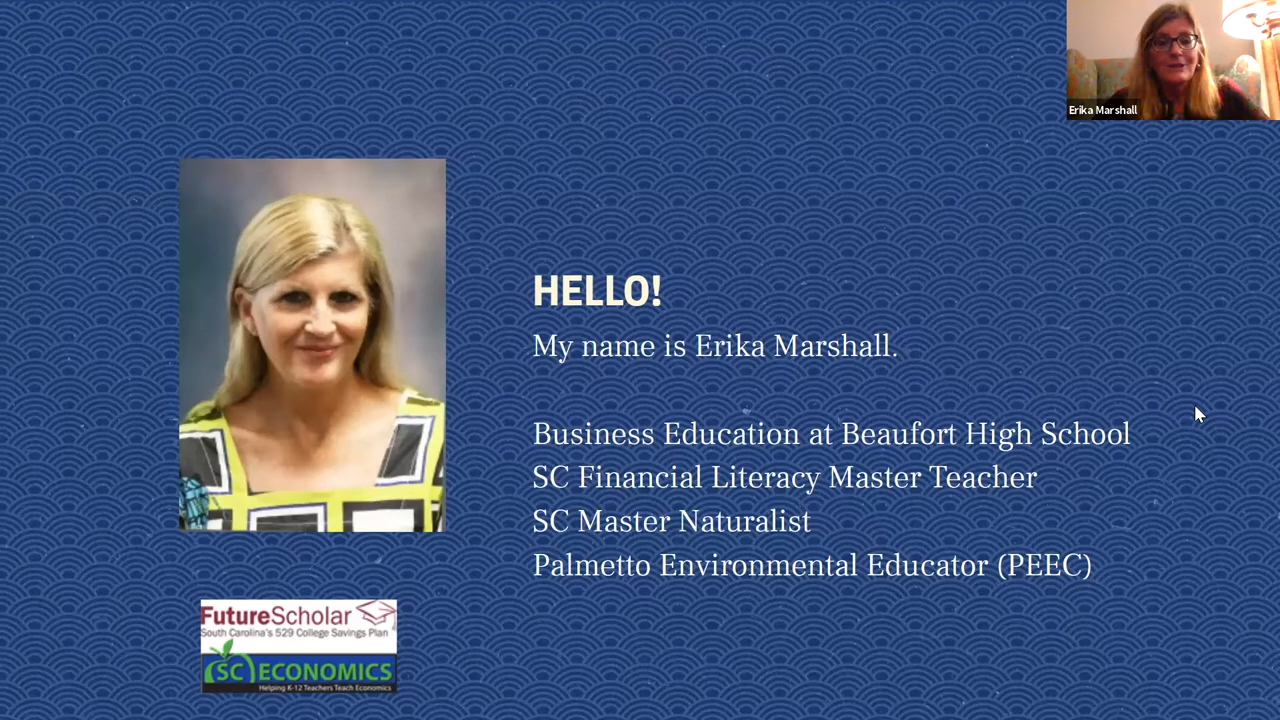 Erika Marshall
HELLO!
My name is Erika Marshall.
Business Education at Beaufort High School
SC Financial Literacy Master Teacher
SC Master Naturalist
Palmetto Environmental Educator (PEEC)
FutureScholar
South Carolina's 529 College Savings Plan
SC ECONOMICS
Helping K-12 Teachers Teach Economics